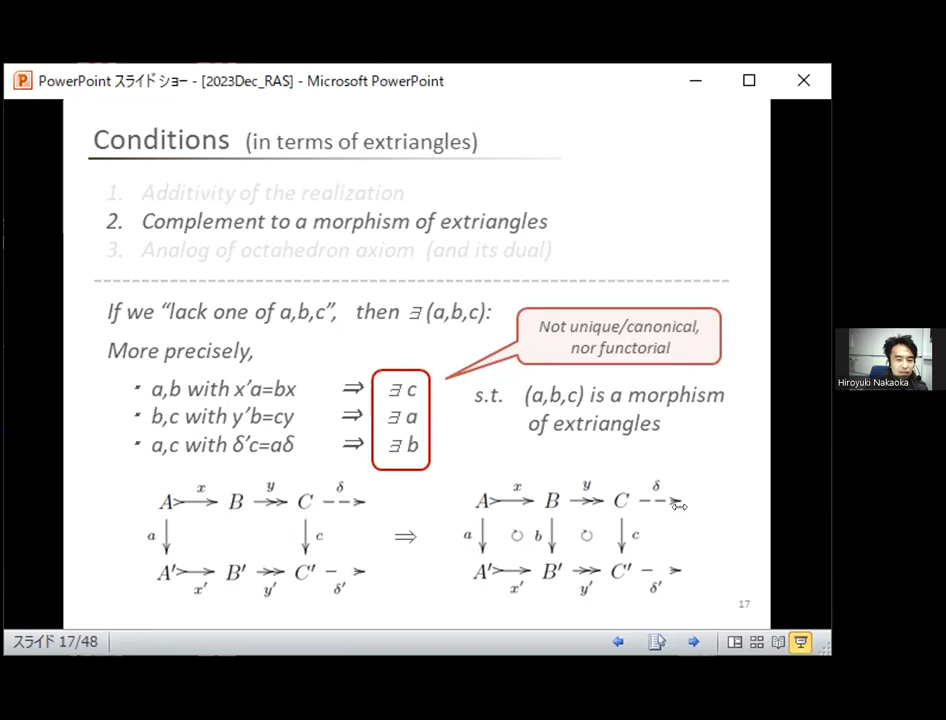 PowerPoint スライド ショー - [2023Dec_RAS] - Microsoft PowerPoint
Conditions (in terms of extriangles)
1. Additivity of the realization
2. Complement to a morphism of extriangles
3. Analog of octahedron axiom (and its dual)
If we “lack one of a,b,c”, then ∃ (a,b,c):
Not unique/canonical,
nor functorial
More precisely,
・ a,b with x’a=bx ⇒ ∃ c
・ b,c with y’b=cy ⇒ ∃ a
・ a,c with δ’c=aδ ⇒ ∃ b
s.t. (a,b,c) is a morphism
of extriangles
x y δ
A B C
a c
A' B' C'
x' y' δ'
⇒
x y δ
A B C
a ↻ b ↻ c
A' B' C'
x' y' δ'
17
スライド 17/48
Hiroyuki Nakaoka